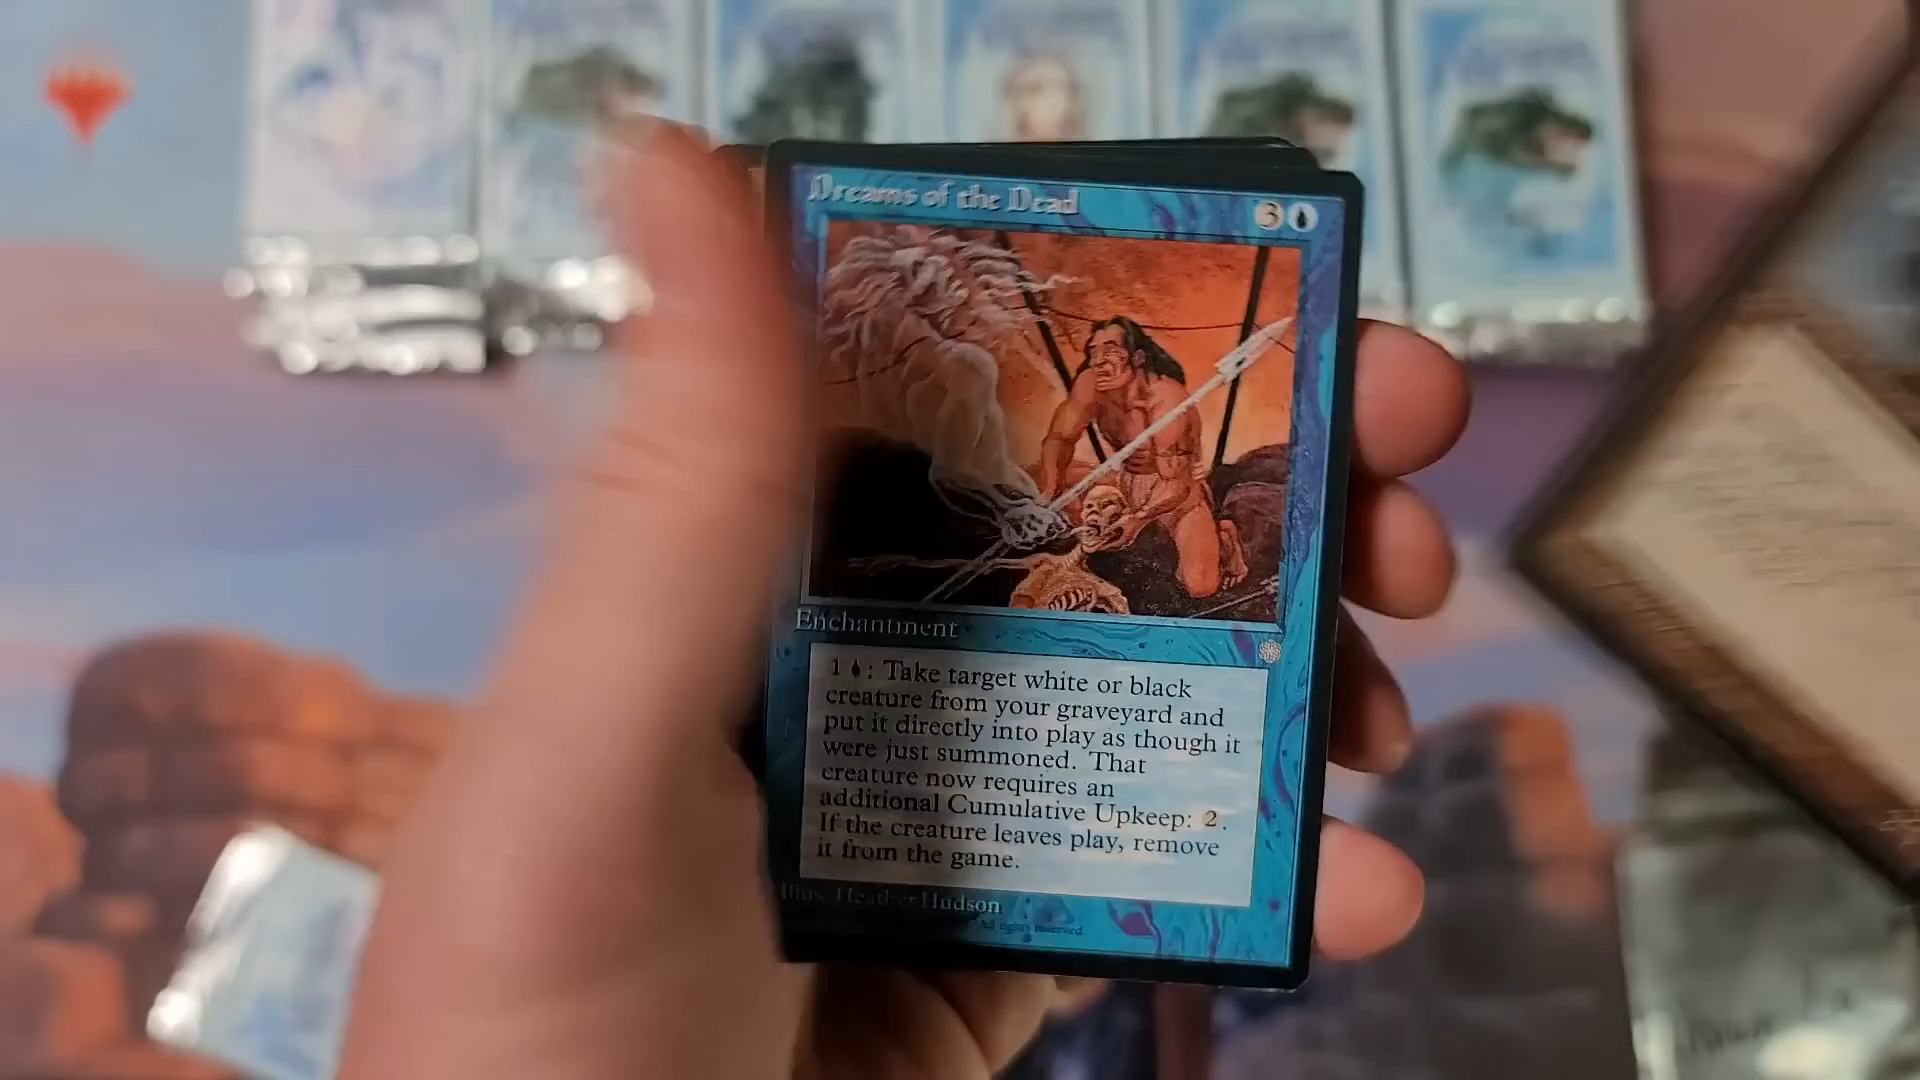 Dreams of the Dead
3
Enchantment
1 : Take target white or black
creature from your graveyard and
put it directly into play as though it
were just summoned. That
creature now requires an
additional Cumulative Upkeep: 2.
If the creature leaves play, remove
it from the game.
Illus. Heather Hudson
All rights reserved